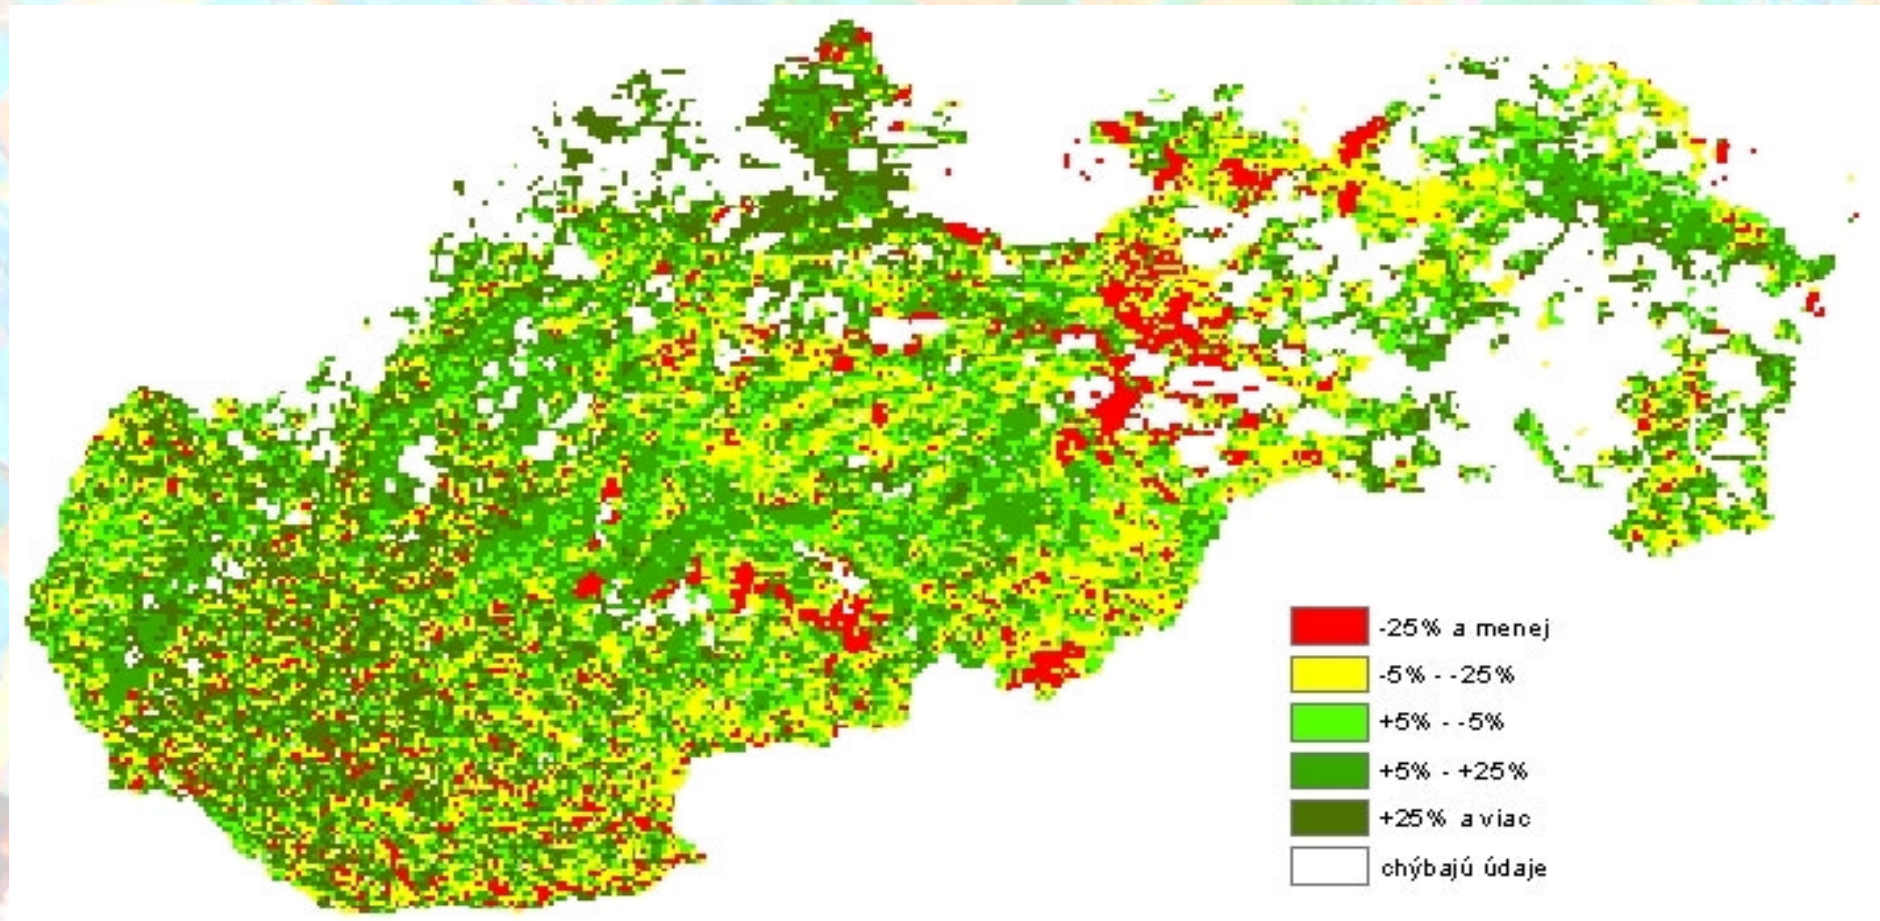 -25% a menej
-5% - -25%
+5% - -5%
+5% - +25%
+25% a viac
chýbajú údaje